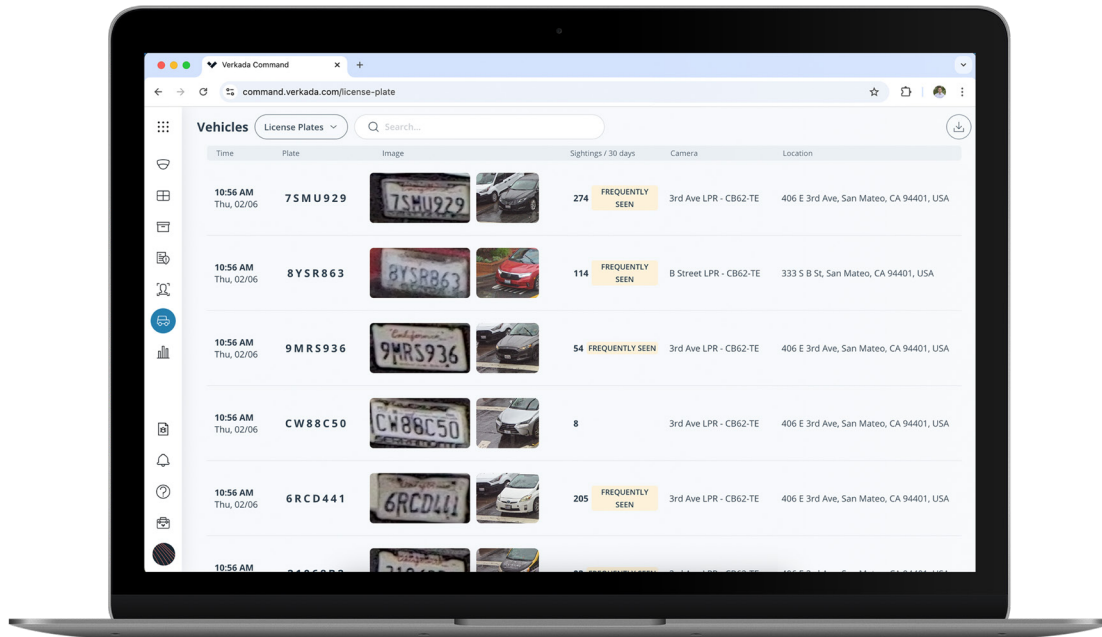 Verkada Command
command.verkada.com/license-plate
Vehicles License Plates Search...
Time Plate Image Sightings / 30 days Camera Location
10:56 AM
Thu, 02/06
7SMU929
7SMU929
274
FREQUENTLY
SEEN
3rd Ave LPR - CB62-TE
406 E 3rd Ave, San Mateo, CA 94401, USA
10:56 AM
Thu, 02/06
8YSR863
8YSR863
114
FREQUENTLY
SEEN
B Street LPR - CB62-TE
333 S B St, San Mateo, CA 94401, USA
10:56 AM
Thu, 02/06
9MRS936
California
9MRS936
54 FREQUENTLY SEEN
3rd Ave LPR - CB62-TE
406 E 3rd Ave, San Mateo, CA 94401, USA
10:56 AM
Thu, 02/06
CW88C50
CW88C50
8
3rd Ave LPR - CB62-TE
406 E 3rd Ave, San Mateo, CA 94401, USA
10:56 AM
Thu, 02/06
6RCD441
6RCD441
205
FREQUENTLY
SEEN
3rd Ave LPR - CB62-TE
406 E 3rd Ave, San Mateo, CA 94401, USA
10:56 AM